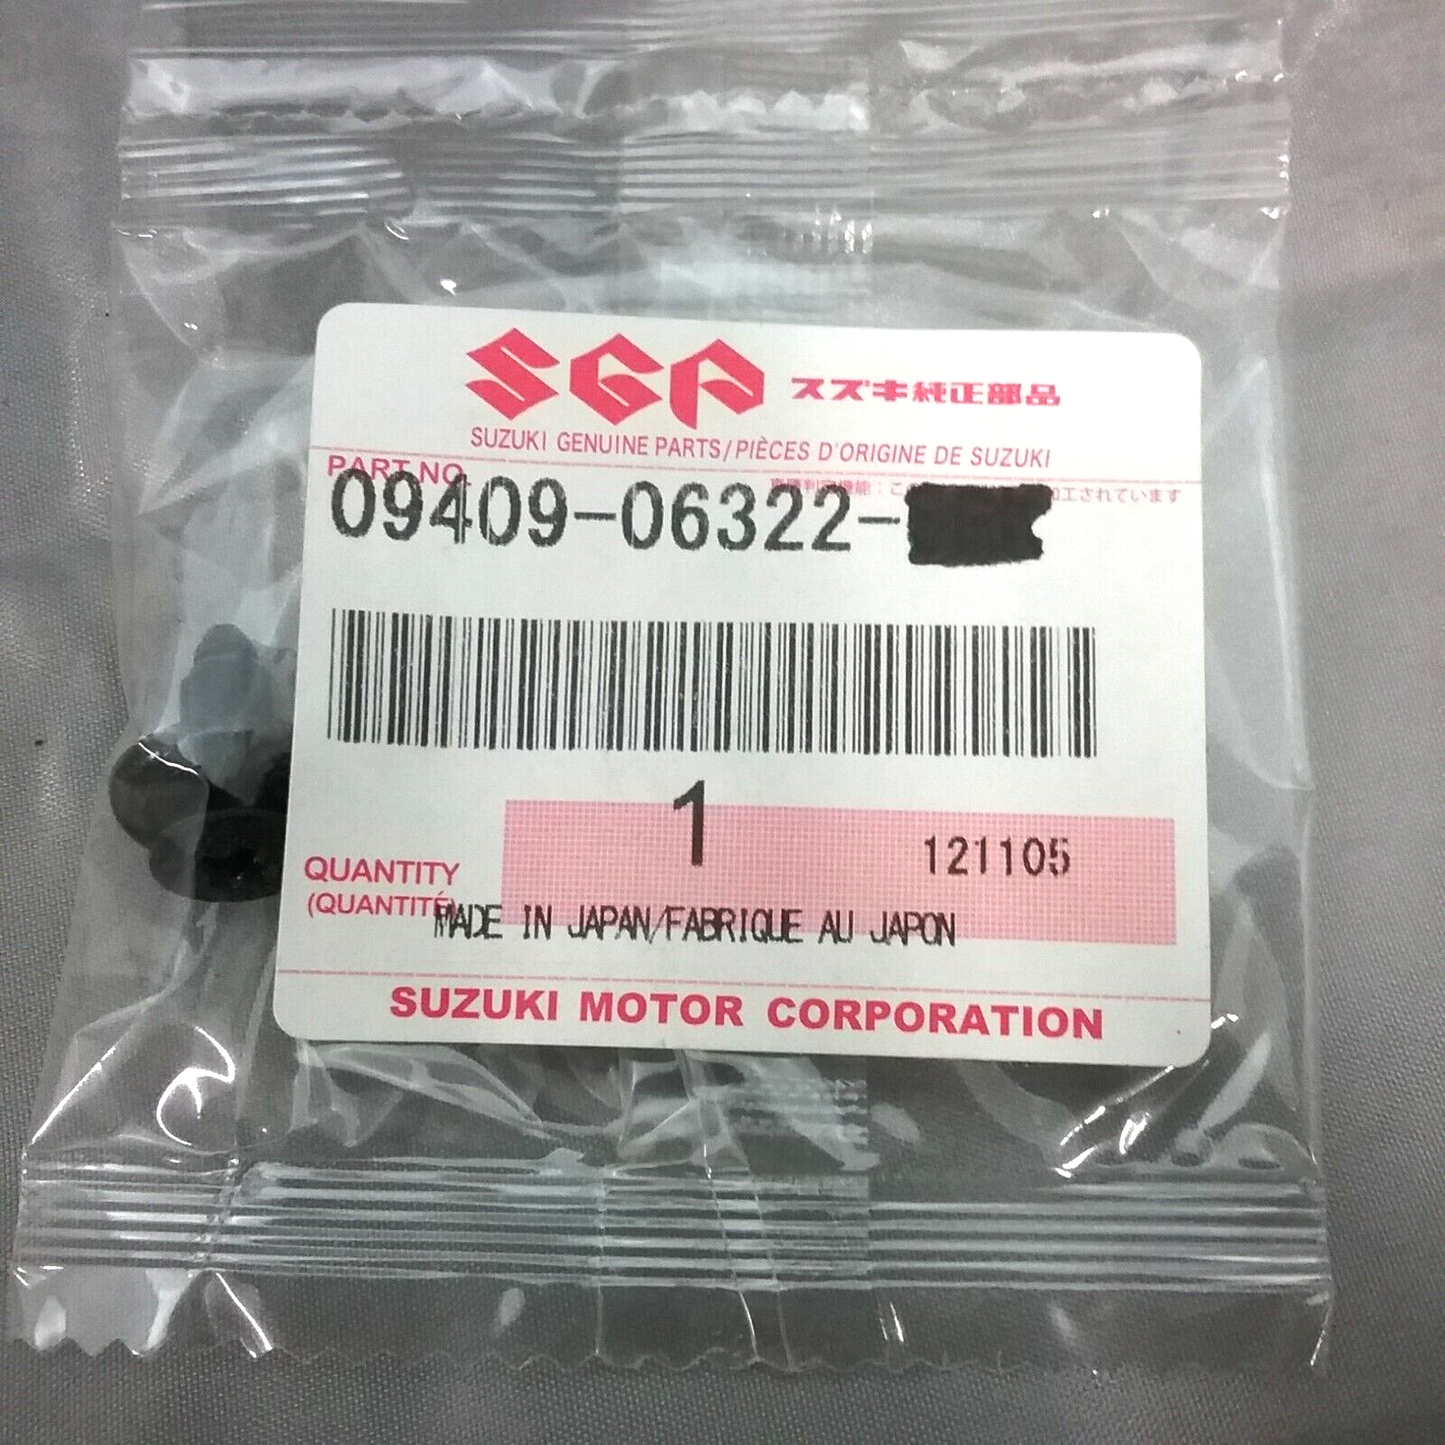 SGP スズキ純正部品
SUZUKI GENUINE PARTS/PIÈCES D'ORIGINE DE SUZUKI
PART NO.
09409-06322-
1
121105
QUANTITY
(QUANTITÉ)
MADE IN JAPAN/FABRIQUE AU JAPON
SUZUKI MOTOR CORPORATION